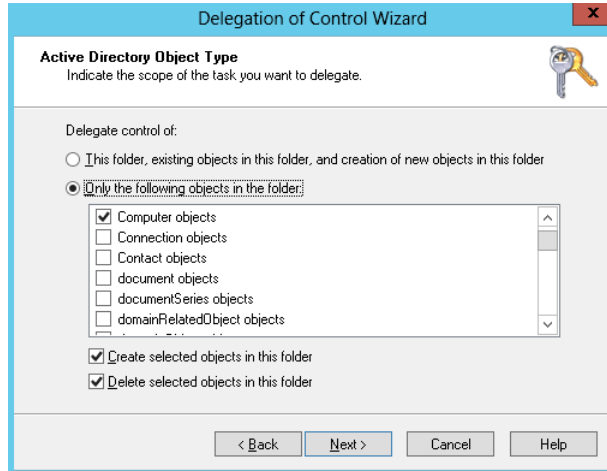 Delegation of Control Wizard
x
Active Directory Object Type
Indicate the scope of the task you want to delegate.
Delegate control of:
This folder, existing objects in this folder, and creation of new objects in this folder
Only the following objects in the folder:
Computer objects
Connection objects
Contact objects
document objects
documentSeries objects
domainRelatedObject objects
Create selected objects in this folder
Delete selected objects in this folder
< Back Next > Cancel Help